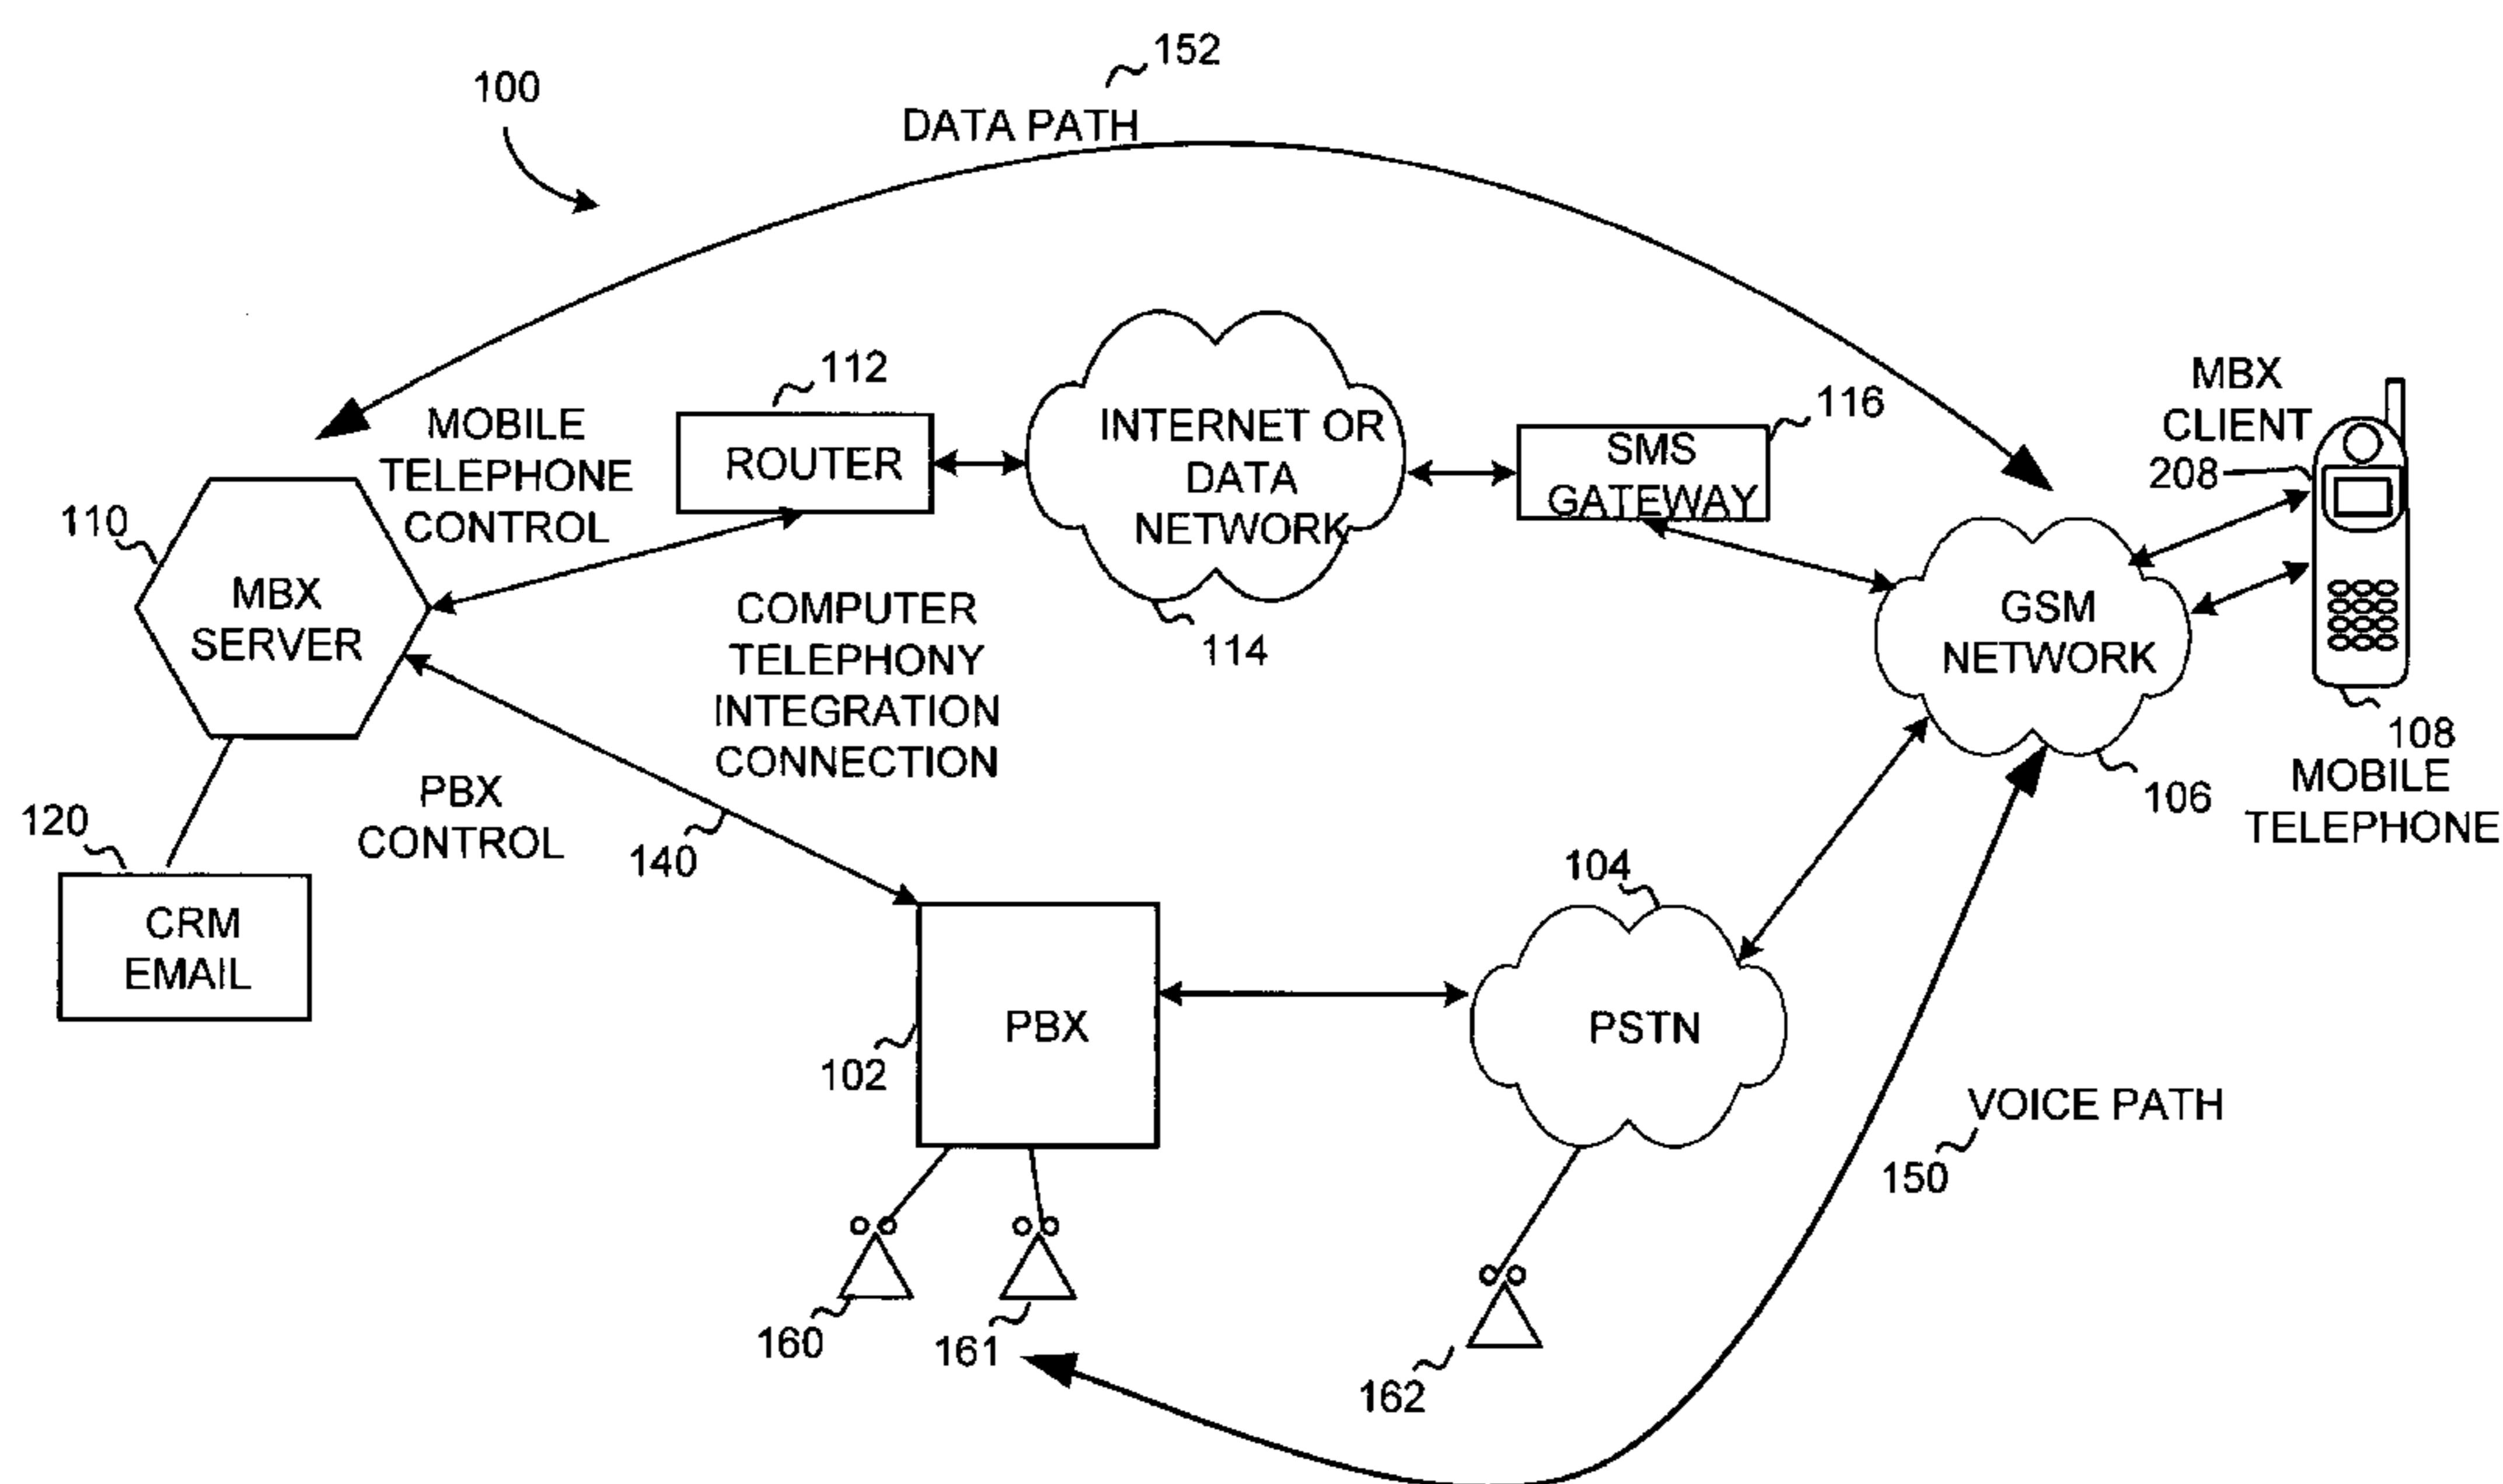 152
100
DATA PATH
112
MOBILE
TELEPHONE
CONTROL
ROUTER
INTERNET OR
DATA
NETWORK
114
116
SMS
GATEWAY
MBX
CLIENT
208
110
MBX
SERVER
COMPUTER
TELEPHONY
INTEGRATION
CONNECTION
GSM
NETWORK
108
MOBILE
TELEPHONE
106
120
PBX
CONTROL
140
104
CRM
EMAIL
PBX
102
PSTN
VOICE PATH
150
160
161
162